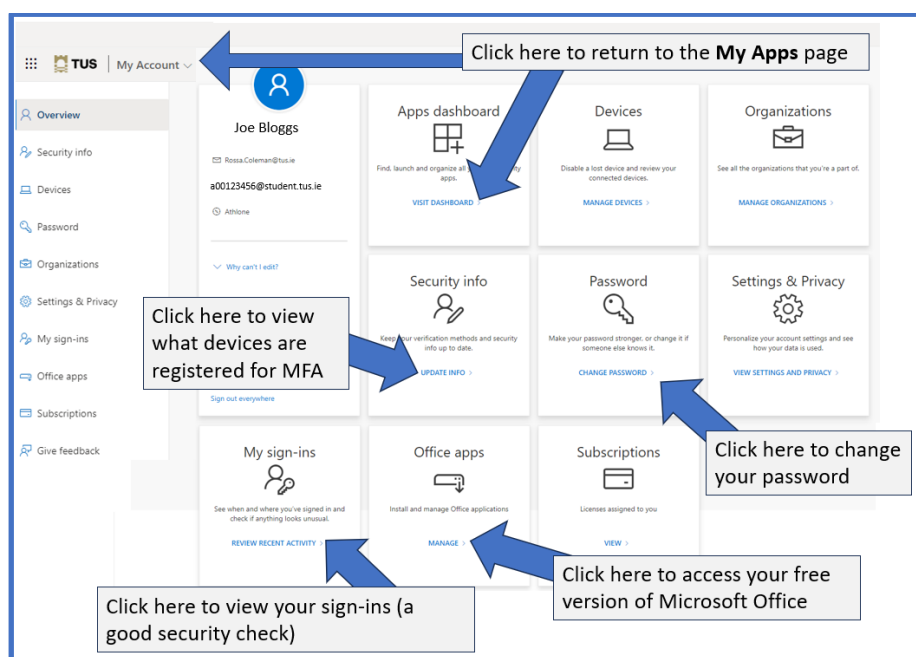 Click here to return to the My Apps page
TUS | My Account
Overview
Security info
Devices
Password
Organizations
Settings & Privacy
My sign-ins
Office apps
Subscriptions
Give feedback
Joe Bloggs
Rossa.Coleman@tus.ie
a00123456@student.tus.ie
Athlone
Why can't I edit?
Sign out everywhere
Apps dashboard
Find, launch and organize all
apps.
VISIT DASHBOARD
Devices
Disable a lost device and review your
connected devices.
MANAGE DEVICES
Organizations
See all the organizations that you're a part of.
MANAGE ORGANIZATIONS
Click here to view
what devices are
registered for MFA
Security info
Keep your verification methods and security
info up to date.
UPDATE INFO
Password
Make your password stronger, or change it if
someone else knows it.
CHANGE PASSWORD
Settings & Privacy
Personalize your account settings and see
how your data is used.
VIEW SETTINGS AND PRIVACY
Click here to change
your password
My sign-ins
See when and where you've signed in and
check if anything looks unusual.
REVIEW RECENT ACTIVITY
Office apps
Install and manage Office applications
MANAGE
Subscriptions
Licenses assigned to you
VIEW
Click here to access your free
version of Microsoft Office
Click here to view your sign-ins (a
good security check)